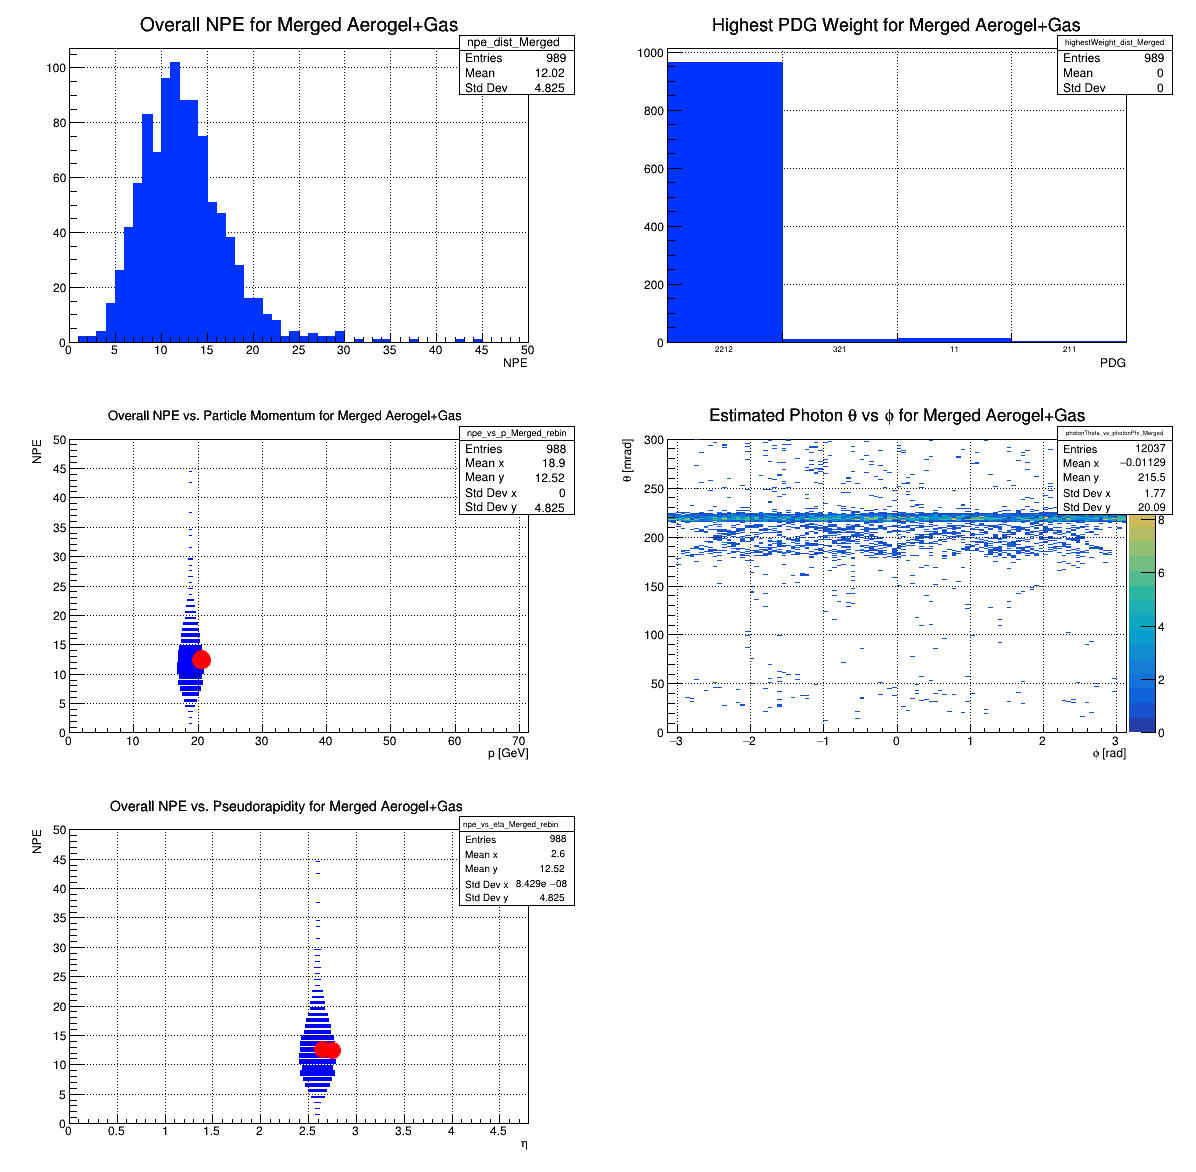 Overall NPE for Merged Aerogel+Gas
npe_dist_Merged
Entries 989
Mean 12.02
Std Dev 4.825
100
80
60
40
20
0
0 5 10 15 20 25 30 35 40 45 50
NPE
Highest PDG Weight for Merged Aerogel+Gas
highestWeight_dist_Merged
Entries 989
Mean 0
Std Dev 0
1000
800
600
400
200
0
2212 321 11 211
PDG
Overall NPE vs. Particle Momentum for Merged Aerogel+Gas
npe_vs_p_Merged_rebin
Entries 988
Mean x 18.9
Mean y 12.52
Std Dev x 0
Std Dev y 4.825
NPE
50
45
40
35
30
25
20
15
10
5
0
0 10 20 30 40 50 60 70
p [GeV]
Estimated Photon θ vs ϕ for Merged Aerogel+Gas
photonTheta_vs_photonPhi_Merged
Entries 12037
Mean x −0.01129
Mean y 215.5
Std Dev x 1.77
Std Dev y 20.09
θ [mrad]
300
250
200
150
100
50
0
−3 −2 −1 0 1 2 3
ϕ [rad]
8
6
4
2
0
Overall NPE vs. Pseudorapidity for Merged Aerogel+Gas
npe_vs_eta_Merged_rebin
Entries 988
Mean x 2.6
Mean y 12.52
Std Dev x 8.429e −08
Std Dev y 4.825
NPE
50
45
40
35
30
25
20
15
10
5
0
0 0.5 1 1.5 2 2.5 3 3.5 4 4.5
η